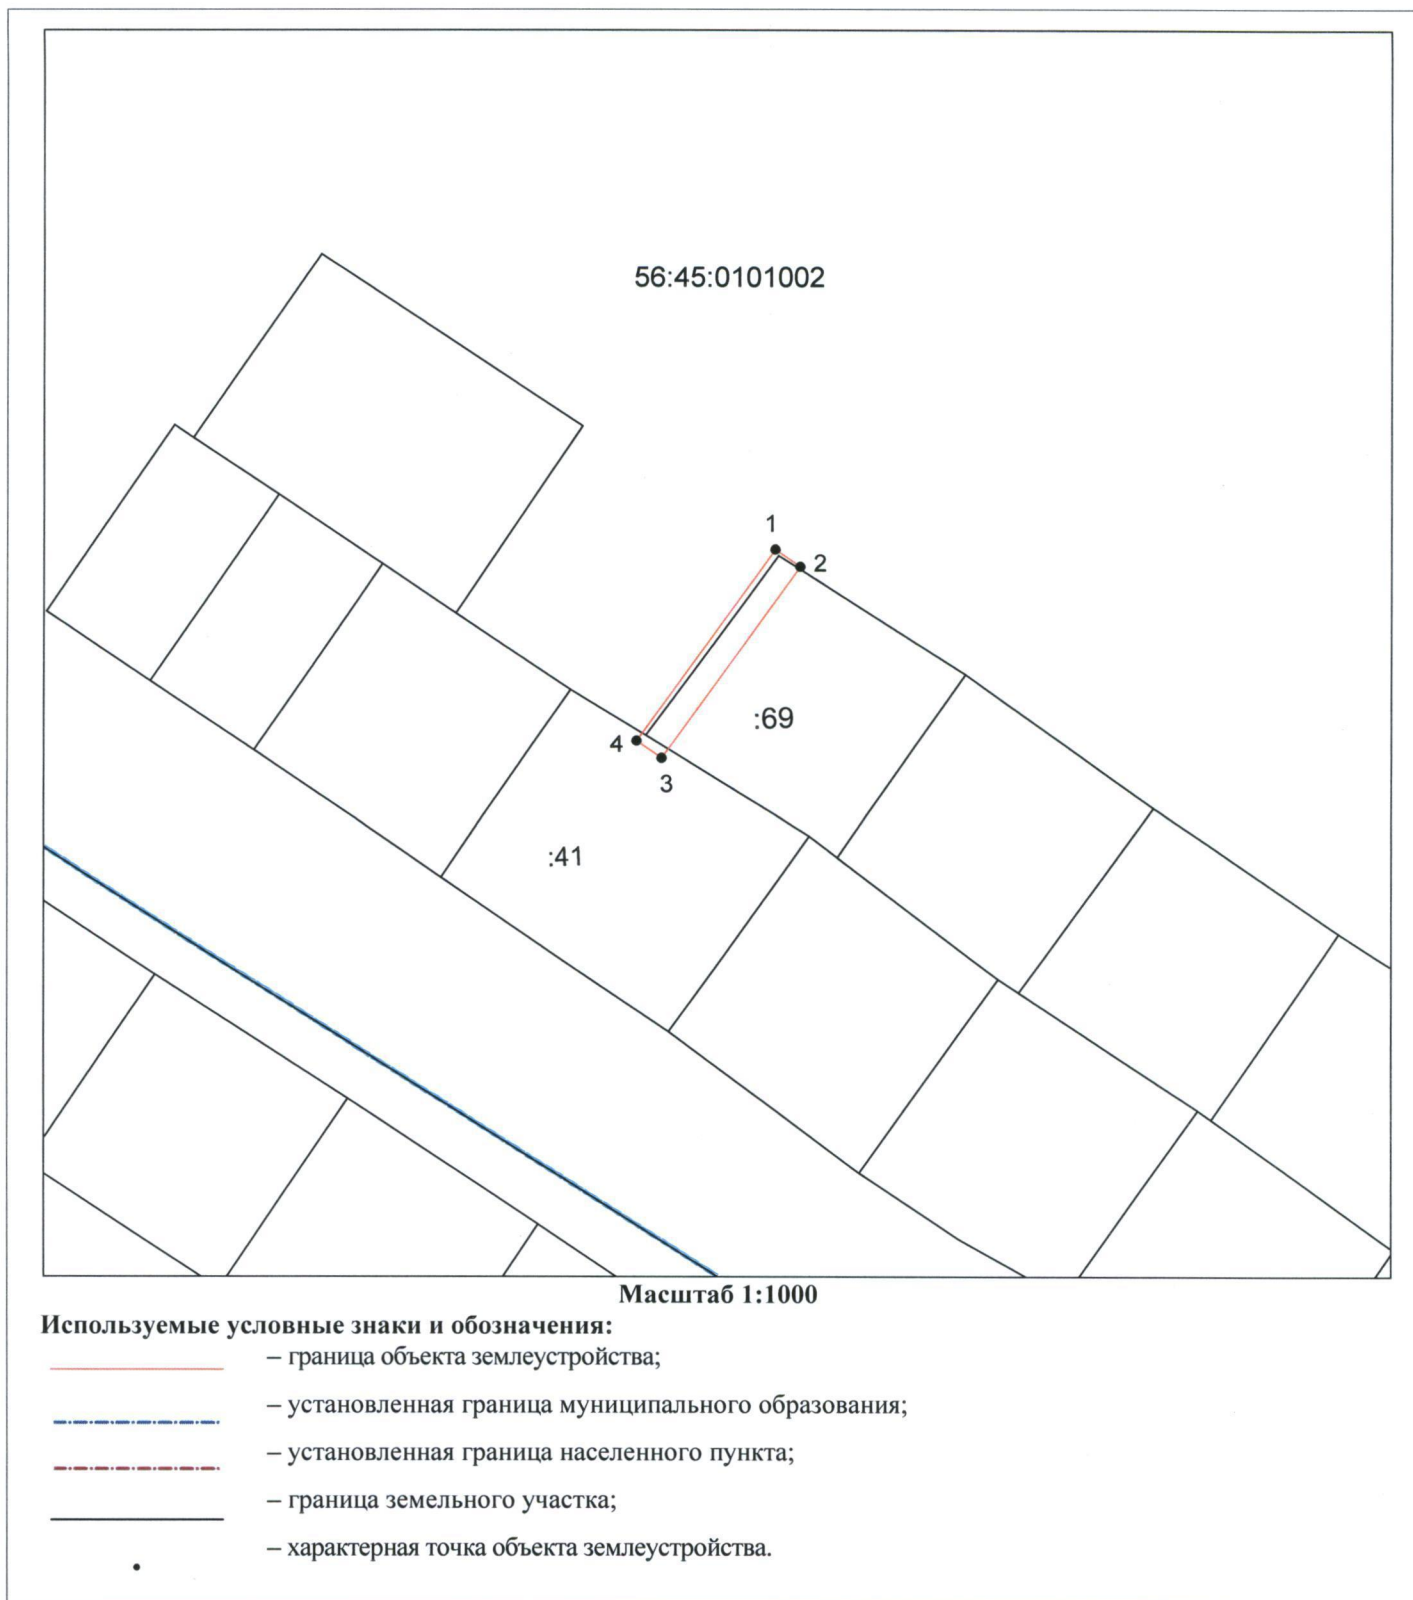 56:45:0101002
1
2
:69
4
3
:41
Масштаб 1:1000
Используемые условные знаки и обозначения:
– граница объекта землеустройства;
– установленная граница муниципального образования;
– установленная граница населенного пункта;
– граница земельного участка;
– характерная точка объекта землеустройства.